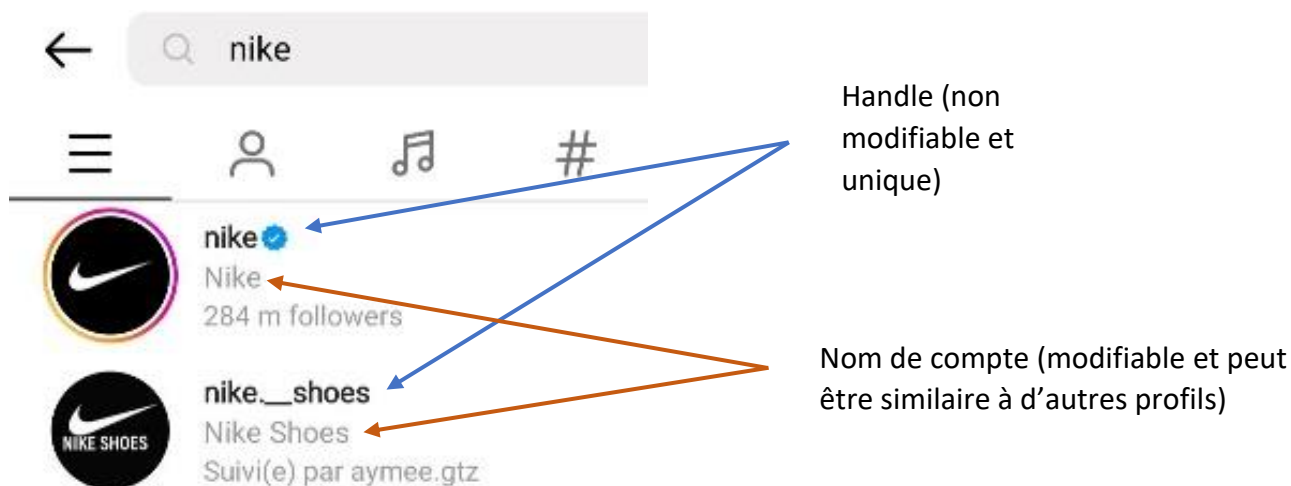 nike
Handle (non
modifiable et
unique)
#
nike
Nike
284 m followers
Nom de compte (modifiable et peut
être similaire à d’autres profils)
nike.__shoes
Nike Shoes
Suivi(e) par aymee.gtz
NIKE SHOES